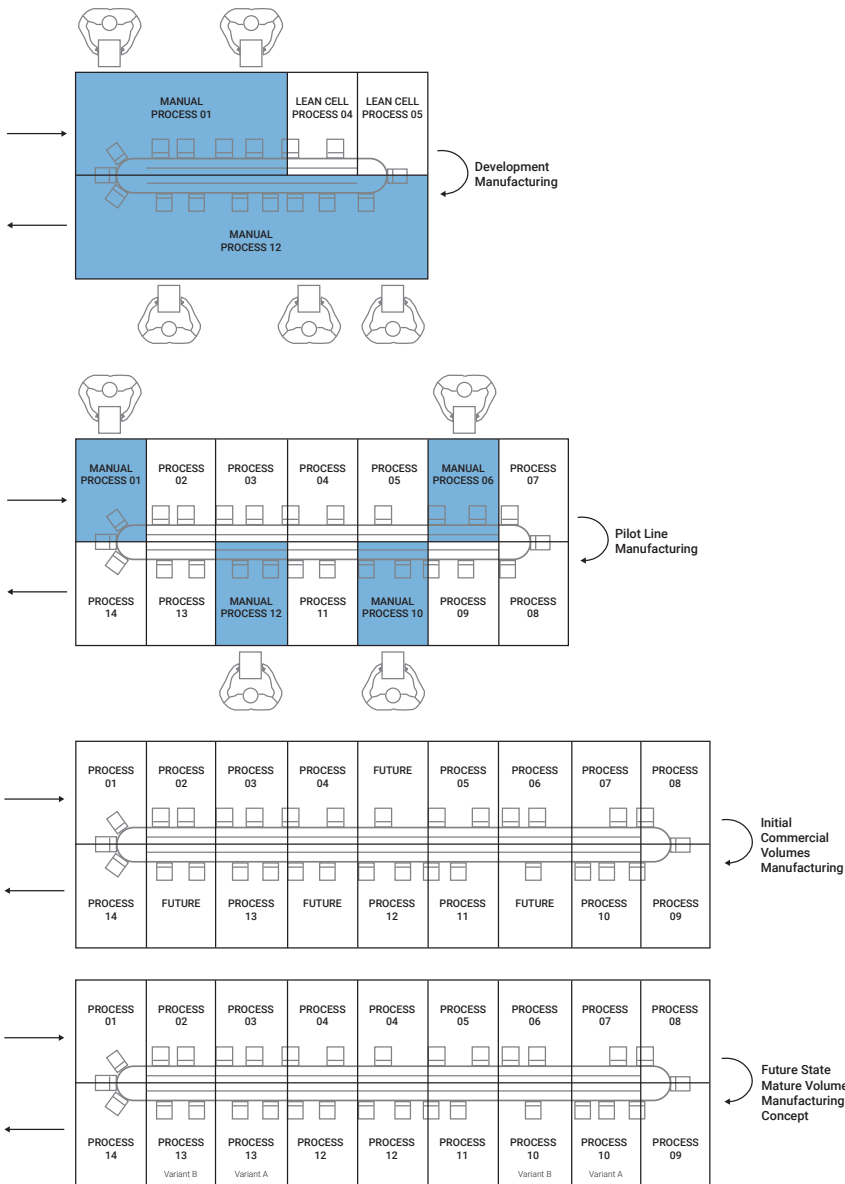 MANUAL
PROCESS 01
LEAN CELL
PROCESS 04
LEAN CELL
PROCESS 05
MANUAL
PROCESS 12
Development
Manufacturing
MANUAL
PROCESS 01
PROCESS
02
PROCESS
03
PROCESS
04
PROCESS
05
MANUAL
PROCESS 06
PROCESS
07
PROCESS
14
PROCESS
13
MANUAL
PROCESS 12
PROCESS
11
MANUAL
PROCESS 10
PROCESS
09
PROCESS
08
Pilot Line
Manufacturing
PROCESS
01
PROCESS
02
PROCESS
03
PROCESS
04
FUTURE
PROCESS
05
PROCESS
06
PROCESS
07
PROCESS
08
PROCESS
14
FUTURE
PROCESS
13
FUTURE
PROCESS
12
PROCESS
11
FUTURE
PROCESS
10
PROCESS
09
Initial
Commercial
Volumes
Manufacturing
PROCESS
01
PROCESS
02
PROCESS
03
PROCESS
04
PROCESS
04
PROCESS
05
PROCESS
06
PROCESS
07
PROCESS
08
PROCESS
14
PROCESS
13
Variant B
PROCESS
13
Variant A
PROCESS
12
PROCESS
12
PROCESS
11
PROCESS
10
Variant B
PROCESS
10
Variant A
PROCESS
09
Future State
Mature Volume
Manufacturing
Concept